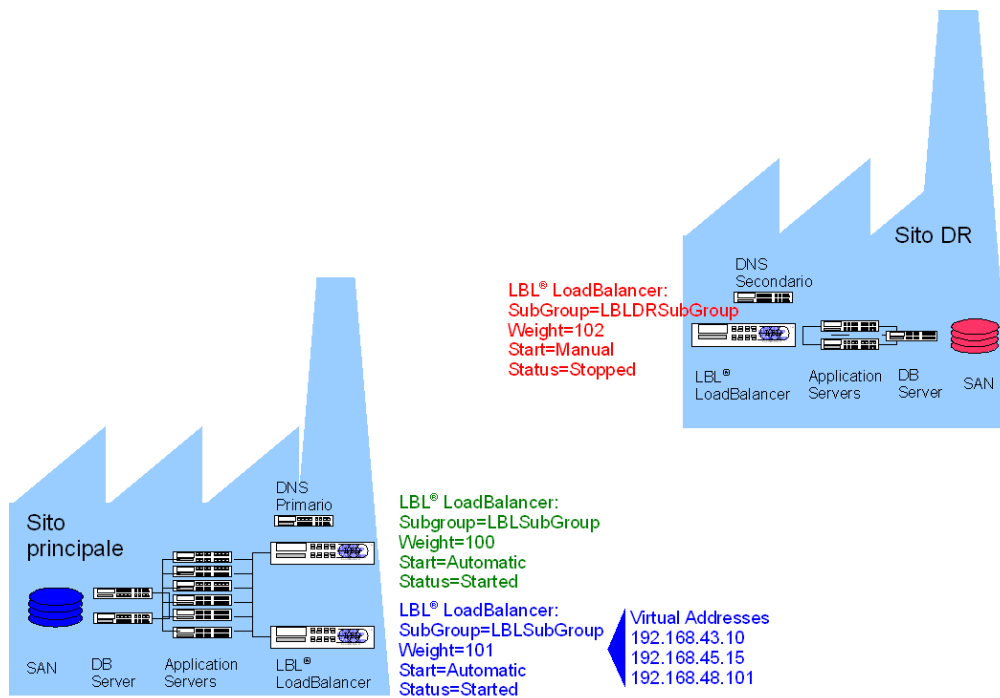 Sito DR
DNS
Secondario
LBL® LoadBalancer:
SubGroup=LBLDRSubGroup
Weight=102
Start=Manual
Status=Stopped
LBL®
LoadBalancer
Application
Servers
DB
Server
SAN
DNS
Primario
Sito
principale
LBL® LoadBalancer:
Subgroup=LBLSubGroup
Weight=100
Start=Automatic
Status=Started
LBL® LoadBalancer:
SubGroup=LBLSubGroup
Weight=101
Start=Automatic
Status=Started
Virtual Addresses
192.168.43.10
192.168.45.15
192.168.48.101
SAN
DB
Server
Application
Servers
LBL®
LoadBalancer